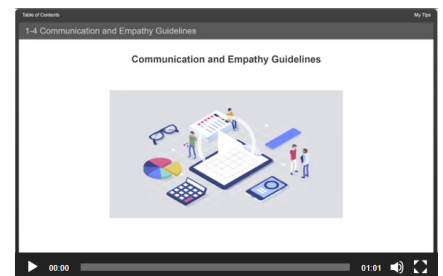 Table of Contents
My Tips
1-4 Communication and Empathy Guidelines
Communication and Empathy Guidelines
00:00
01:01